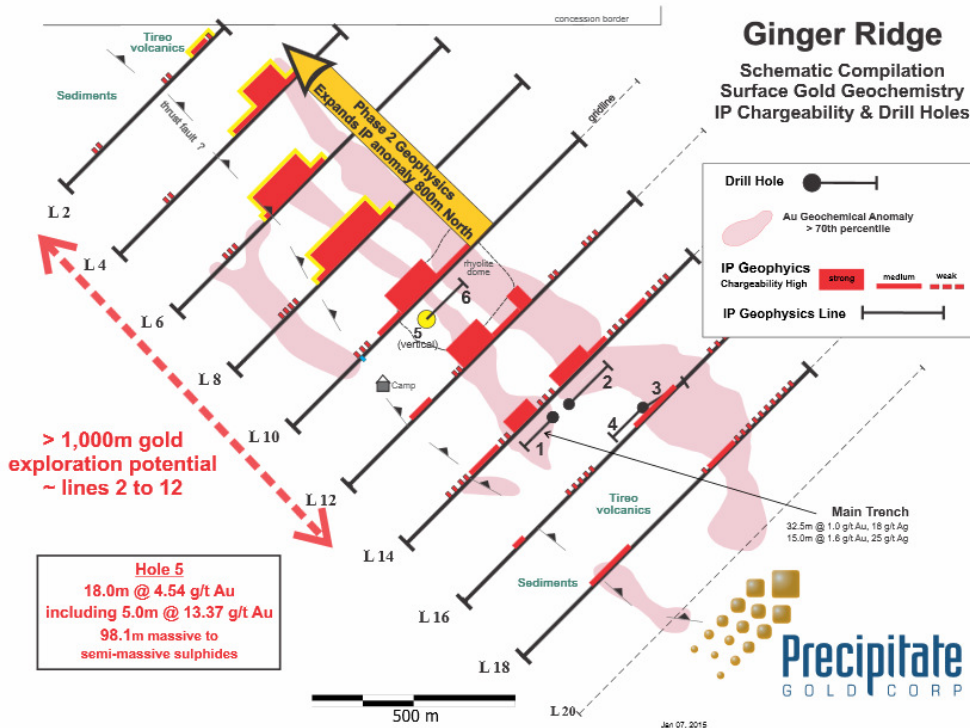 concession border
Ginger Ridge
Schematic Compilation
Surface Gold Geochemistry
IP Chargeability & Drill Holes
Tireo
volcanics
Sediments
thrust fault ?
Phase 2 Geophysics
Expands IP anomaly 800m North
gridline
Drill Hole
Au Geochemical Anomaly
> 70th percentile
IP Geophyics
Chargeability High
strong
medium
weak
IP Geophysics Line
L 2
L 4
L 6
L 8
L 10
L 12
L 14
L 16
L 18
L 20
rhyolite
dome
6
5
(vertical)
Camp
2
3
4
1
> 1,000m gold
exploration potential
~ lines 2 to 12
Main Trench
32.5m @ 1.0 g/t Au, 18 g/t Ag
15.0m @ 1.6 g/t Au, 25 g/t Ag
Tireo
volcanics
Sediments
Hole 5
18.0m @ 4.54 g/t Au
including 5.0m @ 13.37 g/t Au
98.1m massive to
semi-massive sulphides
500 m
Precipitate
GOLD CORP
Jan 07, 2015